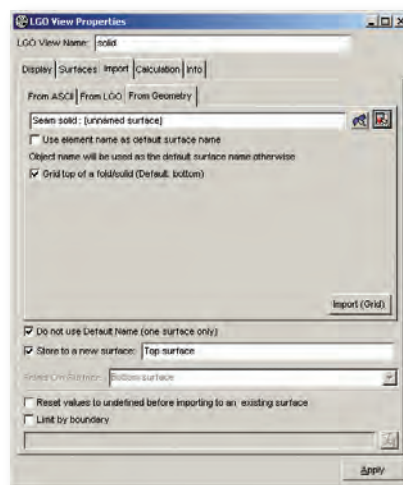 LGO View Properties
LGO View Name: solid
Display Surfaces Import Calculation Info
From ASCII From LGO From Geometry
Seam solid : [unnamed surface]
Use element name as default surface name
Object name will be used as the default surface name otherwise
Grid top of a fold/solid (Default: bottom)
Import (Grid)
Do not use Default Name (one surface only)
Store to a new surface: Top surface
Surface: Bottom surface
Reset values to undefined before importing to an existing surface
Limit by boundary
Apply